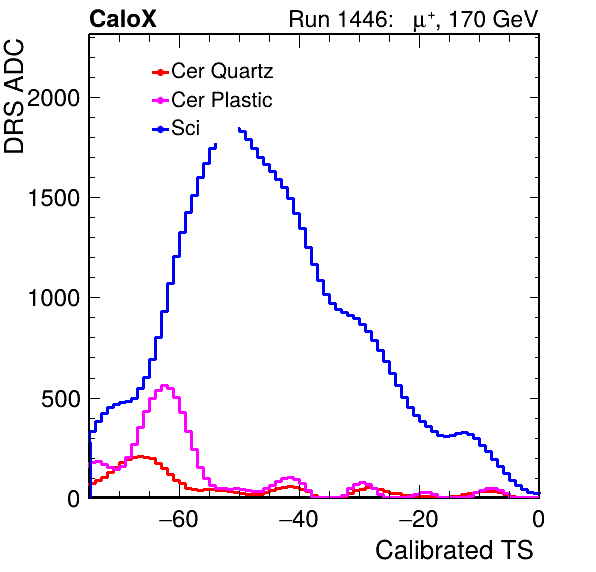 CaloX Run 1446: μ⁺, 170 GeV
DRS ADC
Cer Quartz
Cer Plastic
Sci
2000
1500
1000
500
0
−60 −40 −20 0
Calibrated TS